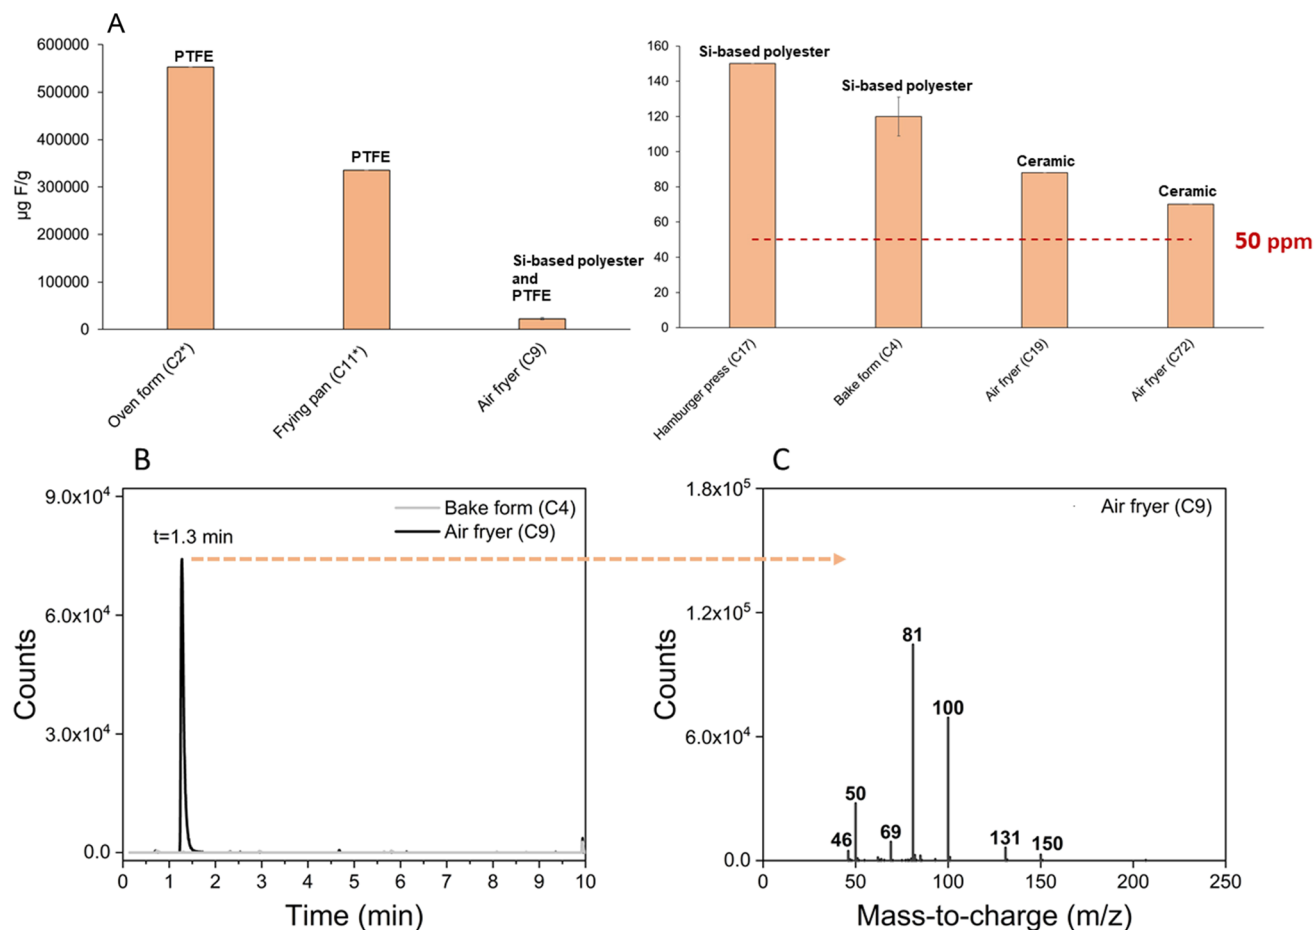 A
600000
500000
400000
300000
200000
100000
0
µg F/g
PTFE
PTFE
Si-based polyester
and
PTFE
Oven form (C2*)
Frying pan (C11*)
Air fryer (C9)
160
140
120
100
80
60
40
20
0
Si-based polyester
Si-based polyester
Ceramic
Ceramic
50 ppm
Hamburger press (C17)
Bake form (C4)
Air fryer (C19)
Air fryer (C72)
B
9.0x10⁴
6.0x10⁴
3.0x10⁴
0.0
Counts
Bake form (C4)
Air fryer (C9)
t=1.3 min
0 1 2 3 4 5 6 7 8 9 10
Time (min)
C
1.8x10⁵
1.2x10⁵
6.0x10⁴
0.0
Counts
Air fryer (C9)
81
100
50
46
69
131
150
0 50 100 150 200 250
Mass-to-charge (m/z)